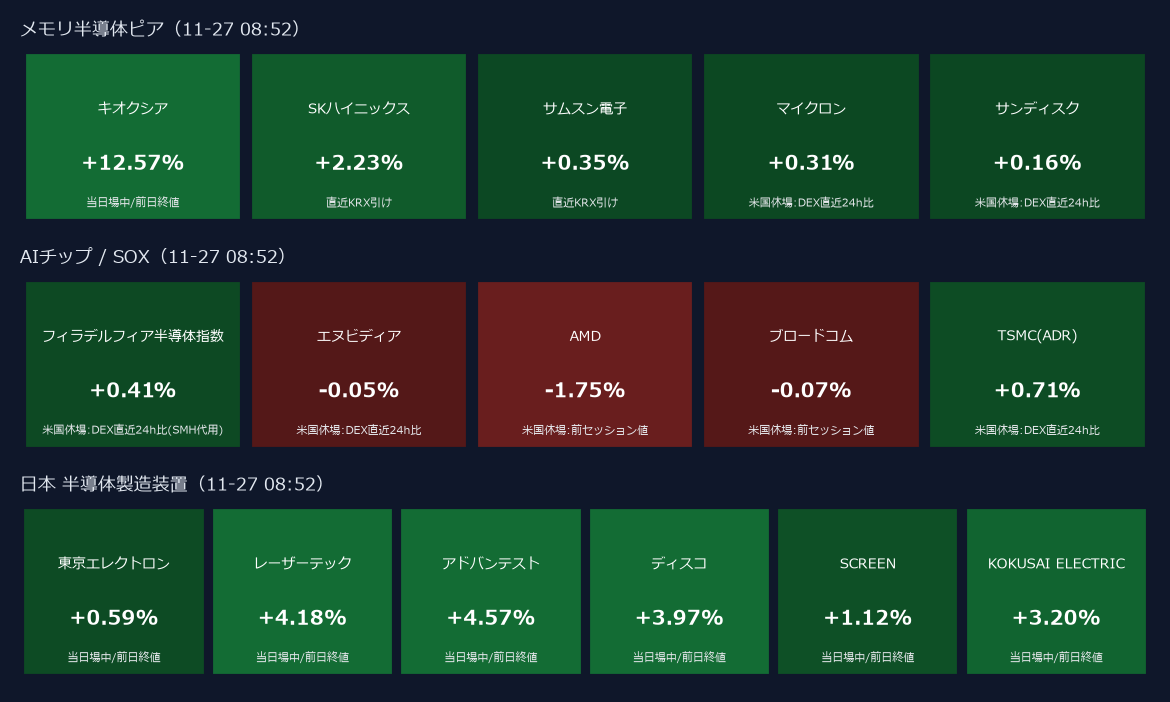 メモリ半導体ピア（11-27 08:52）
キオクシア
+12.57%
当日場中/前日終値
SKハイニックス
+2.23%
直近KRX引け
サムスン電子
+0.35%
直近KRX引け
マイクロン
+0.31%
米国休場:DEX直近24h比
サンディスク
+0.16%
米国休場:DEX直近24h比
AIチップ / SOX（11-27 08:52）
フィラデルフィア半導体指数
+0.41%
米国休場:DEX直近24h比(SMH代用)
エヌビディア
-0.05%
米国休場:DEX直近24h比
AMD
-1.75%
米国休場:前セッション値
ブロードコム
-0.07%
米国休場:前セッション値
TSMC(ADR)
+0.71%
米国休場:DEX直近24h比
日本 半導体製造装置（11-27 08:52）
東京エレクトロン
+0.59%
当日場中/前日終値
レーザーテック
+4.18%
当日場中/前日終値
アドバンテスト
+4.57%
当日場中/前日終値
ディスコ
+3.97%
当日場中/前日終値
SCREEN
+1.12%
当日場中/前日終値
KOKUSAI ELECTRIC
+3.20%
当日場中/前日終値